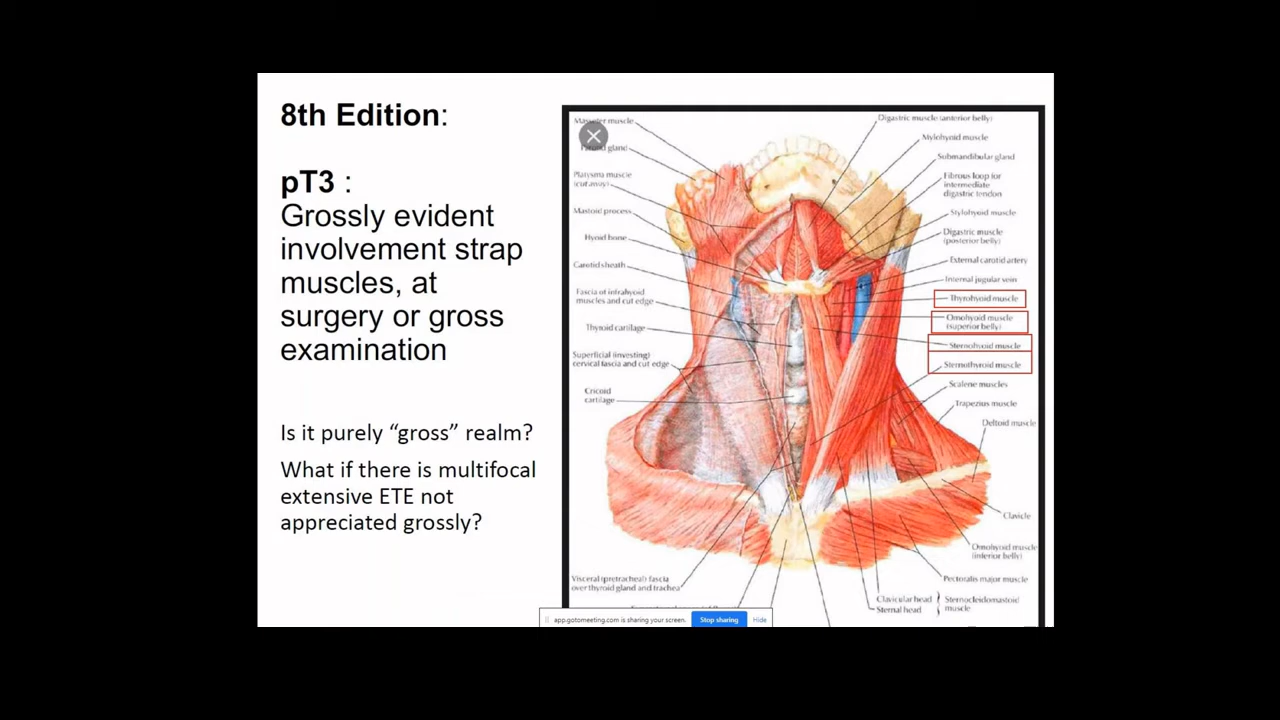 8th Edition:
pT3 :
Grossly evident
involvement strap
muscles, at
surgery or gross
examination
Is it purely “gross” realm?
What if there is multifocal
extensive ETE not
appreciated grossly?
Masseter muscle
gland
Platysma muscle
(cut away)
Mastoid process
Hyoid bone
Carotid sheath
Fascia of infrahyoid
muscles and cut edge
Thyroid cartilage
Superficial (investing)
cervical fascia and cut edge
Cricoid
cartilage
Visceral (pretracheal) fascia
over thyroid gland and trachea
Digastric muscle (anterior belly)
Mylohyoid muscle
Submandibular gland
Fibrous loop for
intermediate
digastric tendon
Stylohyoid muscle
Digastric muscle
(posterior belly)
External carotid artery
Internal jugular vein
Thyrohyoid muscle
Omohyoid muscle
(superior belly)
Sternohyoid muscle
Sternothyroid muscle
Scalene muscles
Trapezius muscle
Deltoid muscle
Clavicle
Omohyoid muscle
(inferior belly)
Pectoralis major muscle
Clavicular head
Sternal head
Sternocleidomastoid
muscle
app.gotomeeting.com is sharing your screen.
Stop sharing
Hide